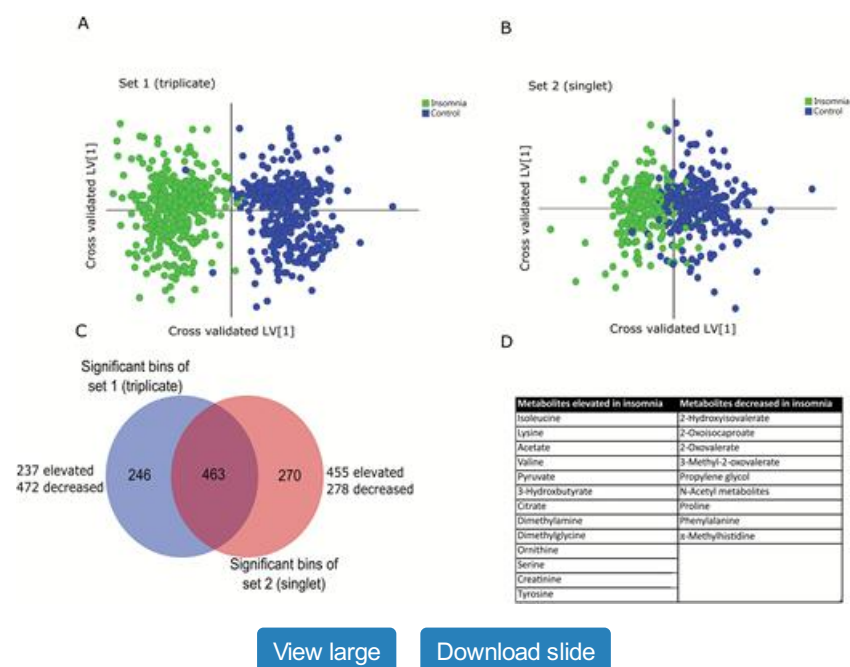 A
Set 1 (triplicate)
Insomnia
Control
Cross validated LV[1]
Cross validated LV[1]
B
Set 2 (singlet)
Insomnia
Control
Cross validated LV[1]
Cross validated LV[1]
C
Significant bins of
set 1 (triplicate)
237 elevated
472 decreased
246
463
270
455 elevated
278 decreased
Significant bins of
set 2 (singlet)
D
Metabolites elevated in insomnia Metabolites decreased in insomnia
Isoleucine 2-Hydroxyisovalerate
Lysine 2-Oxoisocaproate
Acetate 2-Oxovalerate
Valine 3-Methyl-2-oxovalerate
Pyruvate Propylene glycol
3-Hydroxbutyrate N-Acetyl metabolites
Citrate Proline
Dimethylamine Phenylalanine
Dimethylglycine π-Methylhistidine
Ornithine
Serine
Creatinine
Tyrosine
View large Download slide